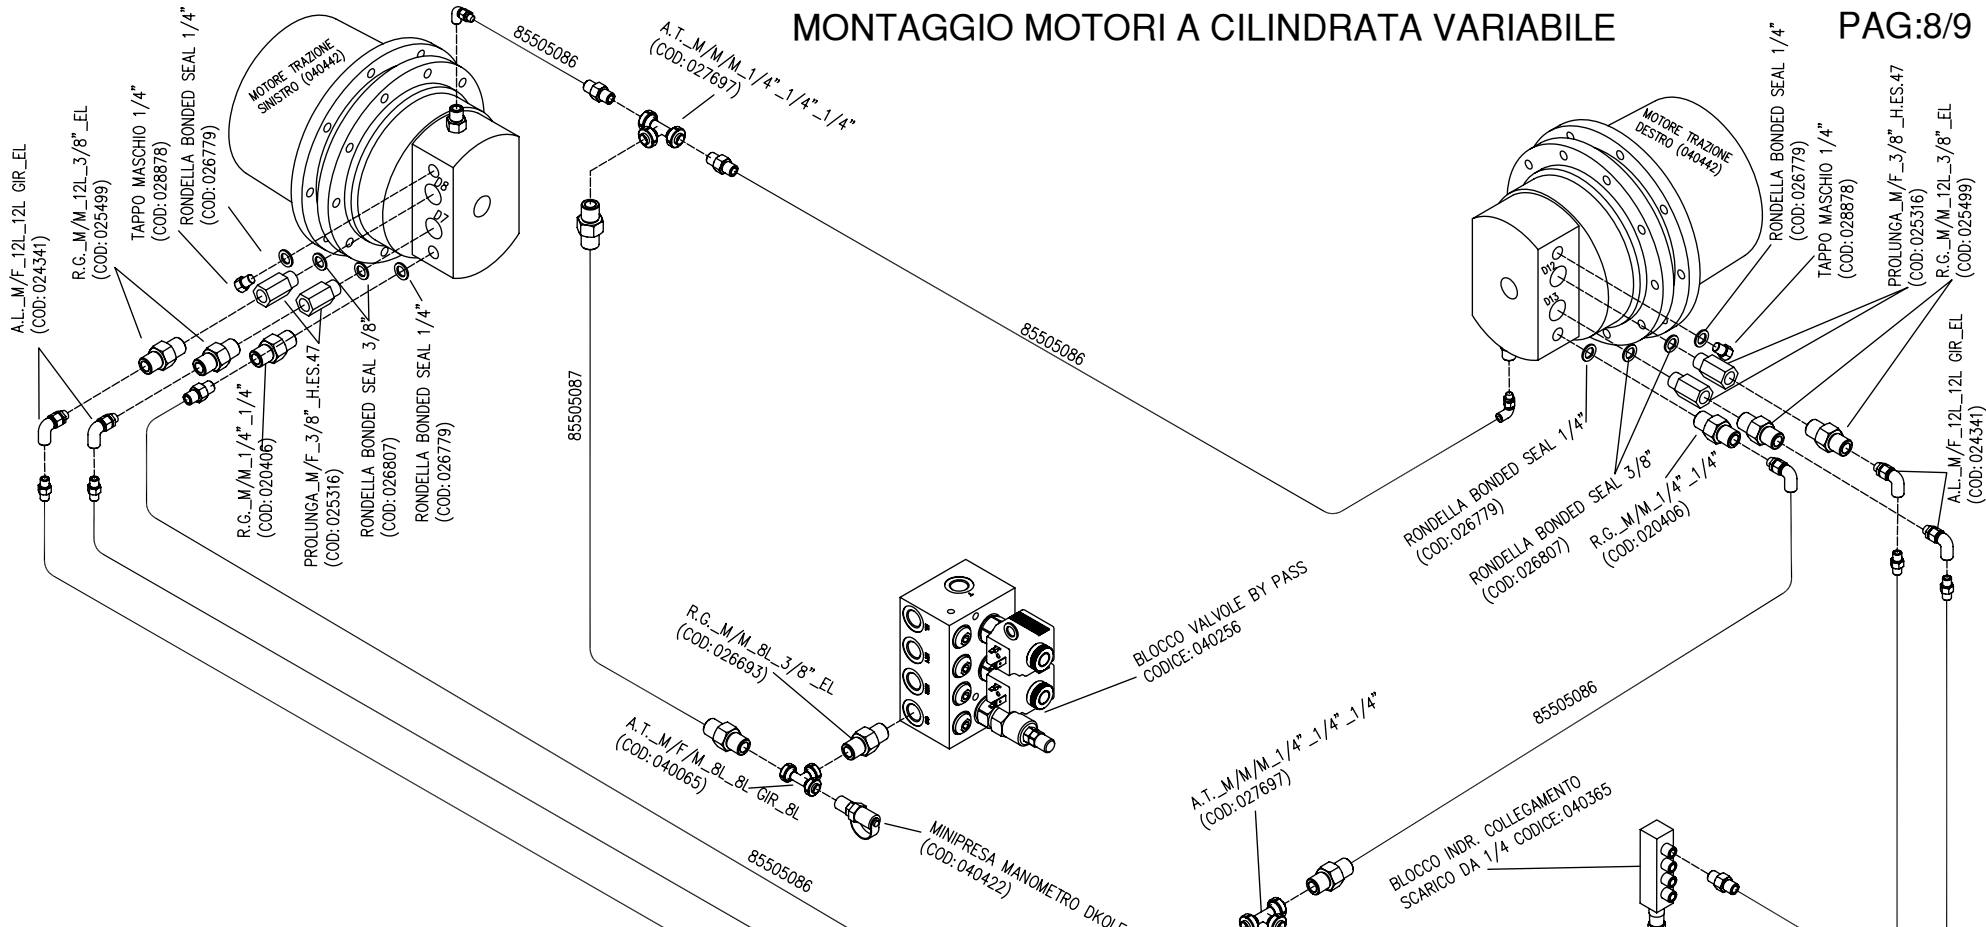 MONTAGGIO MOTORI A CILINDRATA VARIABILE
PAG:8/9
MOTORE TRAZIONE
SINISTRO (040442)
85505086
A.T._M/M/M_1/4"_1/4"_1/4"
(COD:027697)
A.L._M/F_12L_12L GIR_EL
(COD:024341)
R.G._M/M_12L_3/8"_EL
(COD:025499)
TAPPO MASCHIO 1/4"
(COD:028878)
RONDELLA BONDED SEAL 1/4"
(COD:026779)
D8
D7
R.G._M/M_1/4"_1/4"
(COD:020406)
PROLUNGA_M/F_3/8"_H.ES.47
(COD:025316)
RONDELLA BONDED SEAL 3/8"
(COD:026807)
RONDELLA BONDED SEAL 1/4"
(COD:026779)
85505087
85505086
MOTORE TRAZIONE
DESTRO (040442)
D12
D13
RONDELLA BONDED SEAL 1/4"
(COD:026779)
TAPPO MASCHIO 1/4"
(COD:028878)
PROLUNGA_M/F_3/8"_H.ES.47
(COD:025316)
R.G._M/M_12L_3/8"_EL
(COD:025499)
A.L._M/F_12L_12L GIR_EL
(COD:024341)
RONDELLA BONDED SEAL 1/4"
(COD:026779)
RONDELLA BONDED SEAL 3/8"
(COD:026807)
R.G._M/M_1/4"_1/4"
(COD:020406)
R.G._M/M_8L_3/8"_EL
(COD:026693)
BLOCCO VALVOLE BY PASS
CODICE:040256
A.T._M/F/M_8L_8L GIR_8L
(COD:040065)
MINIPRESA MANOMETRO DKOLE
(COD:040422)
85505086
85505086
A.T._M/M/M_1/4"_1/4"_1/4"
(COD:027697)
BLOCCO INDR. COLLEGAMENTO
SCARICO DA 1/4 CODICE:040365